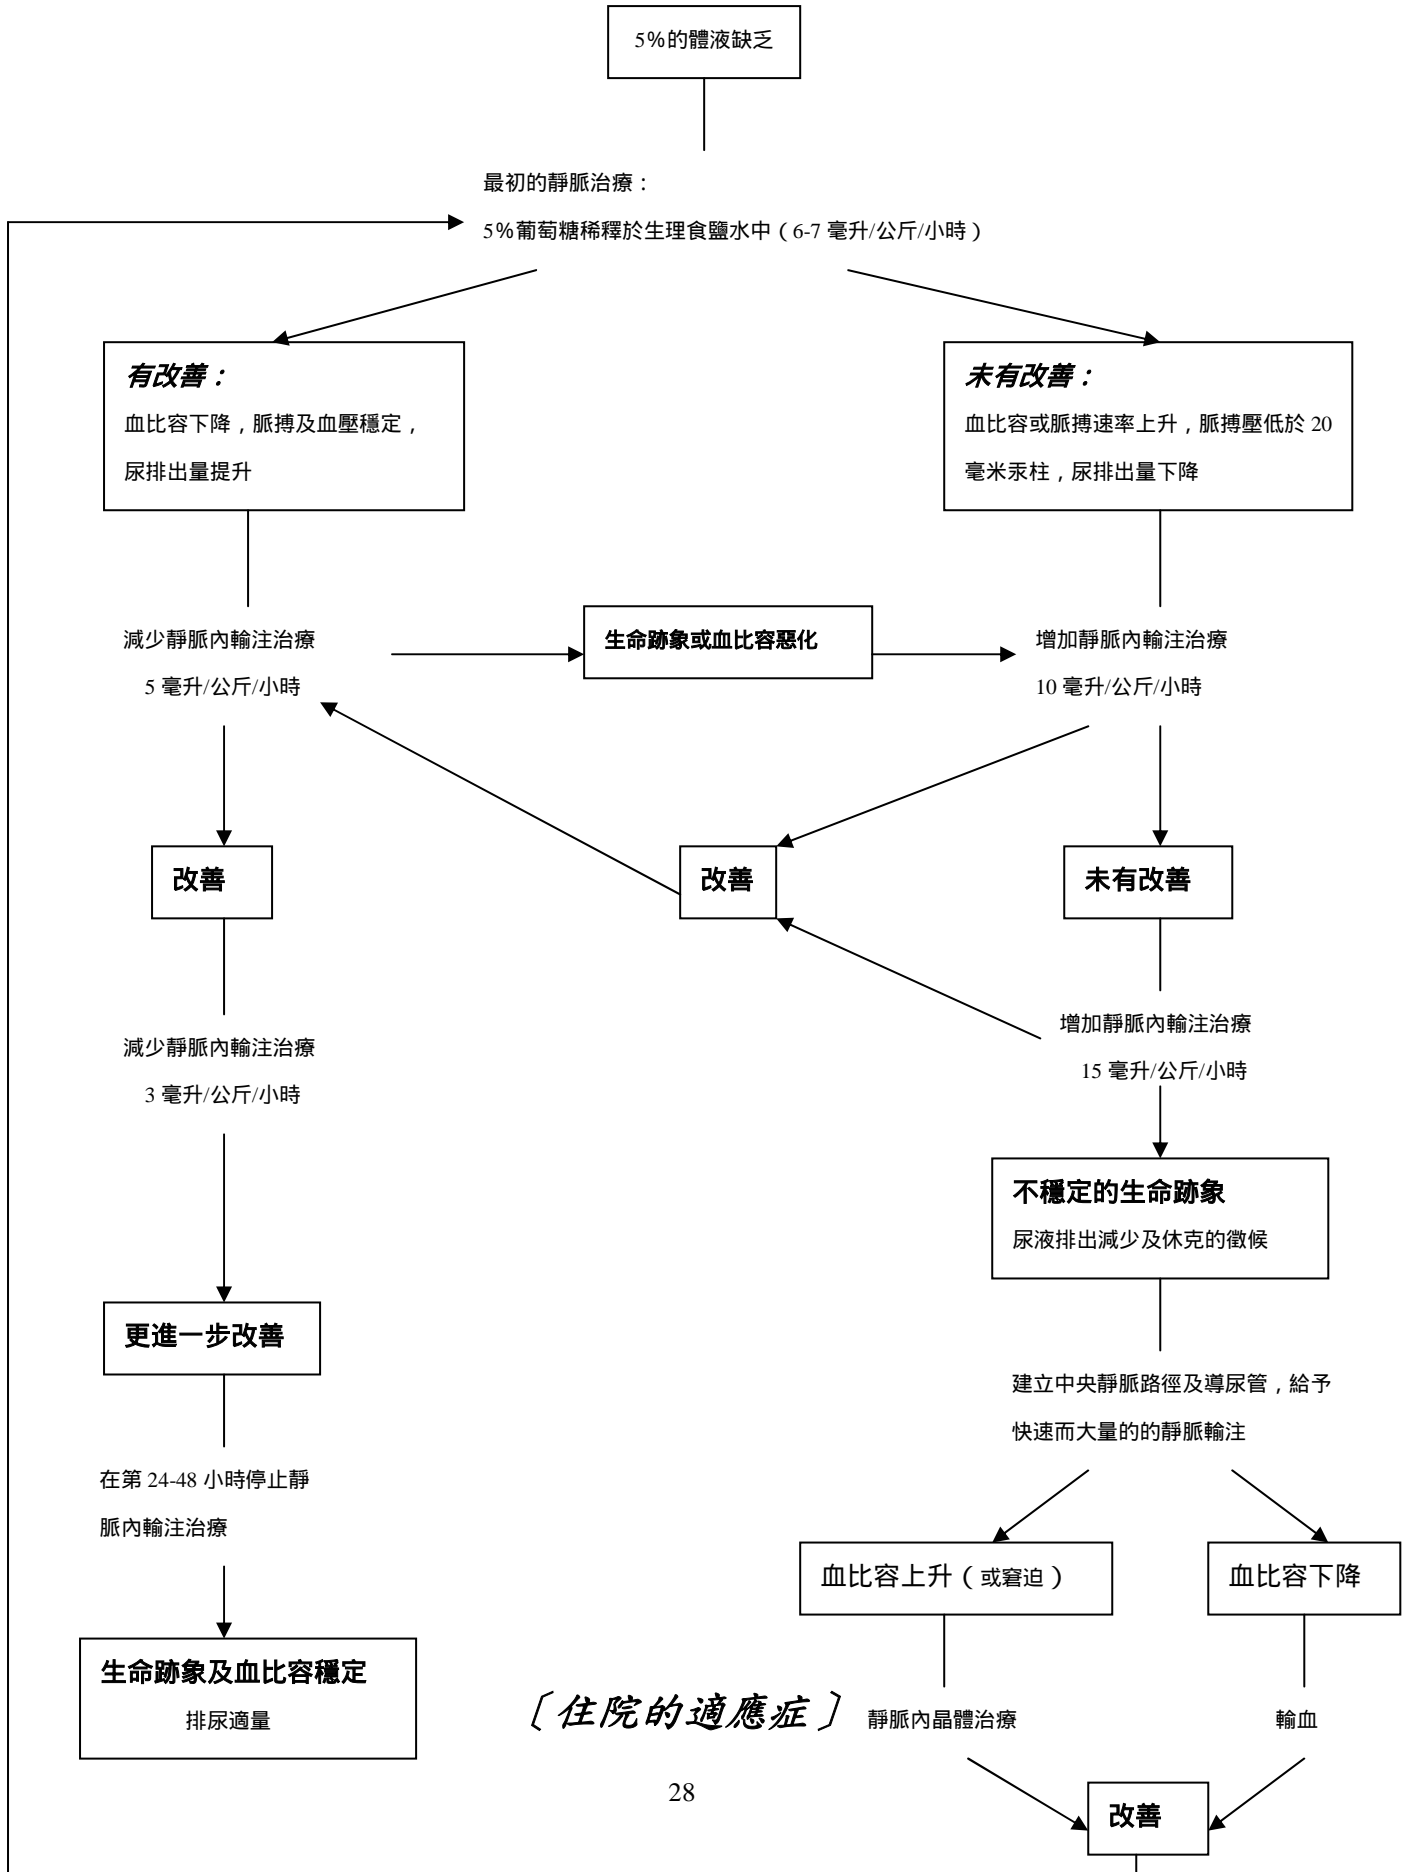 5%的體液缺乏
最初的靜脈治療：
5%葡萄糖稀釋於生理食鹽水中（6-7 毫升/公斤/小時）
有改善：
血比容下降，脈搏及血壓穩定，
尿排出量提升
未有改善：
血比容或脈搏速率上升，脈搏壓低於 20
毫米汞柱，尿排出量下降
減少靜脈內輸注治療
5 毫升/公斤/小時
生命跡象或血比容惡化
增加靜脈內輸注治療
10 毫升/公斤/小時
改善
改善
未有改善
減少靜脈內輸注治療
3 毫升/公斤/小時
增加靜脈內輸注治療
15 毫升/公斤/小時
不穩定的生命跡象
尿液排出減少及休克的徵候
更進一步改善
建立中央靜脈路徑及導尿管，給予
快速而大量的的靜脈輸注
在第 24-48 小時停止靜
脈內輸注治療
血比容上升（或窘迫）
血比容下降
生命跡象及血比容穩定
排尿適量
〔住院的適應症〕
靜脈內晶體治療
輸血
28
改善